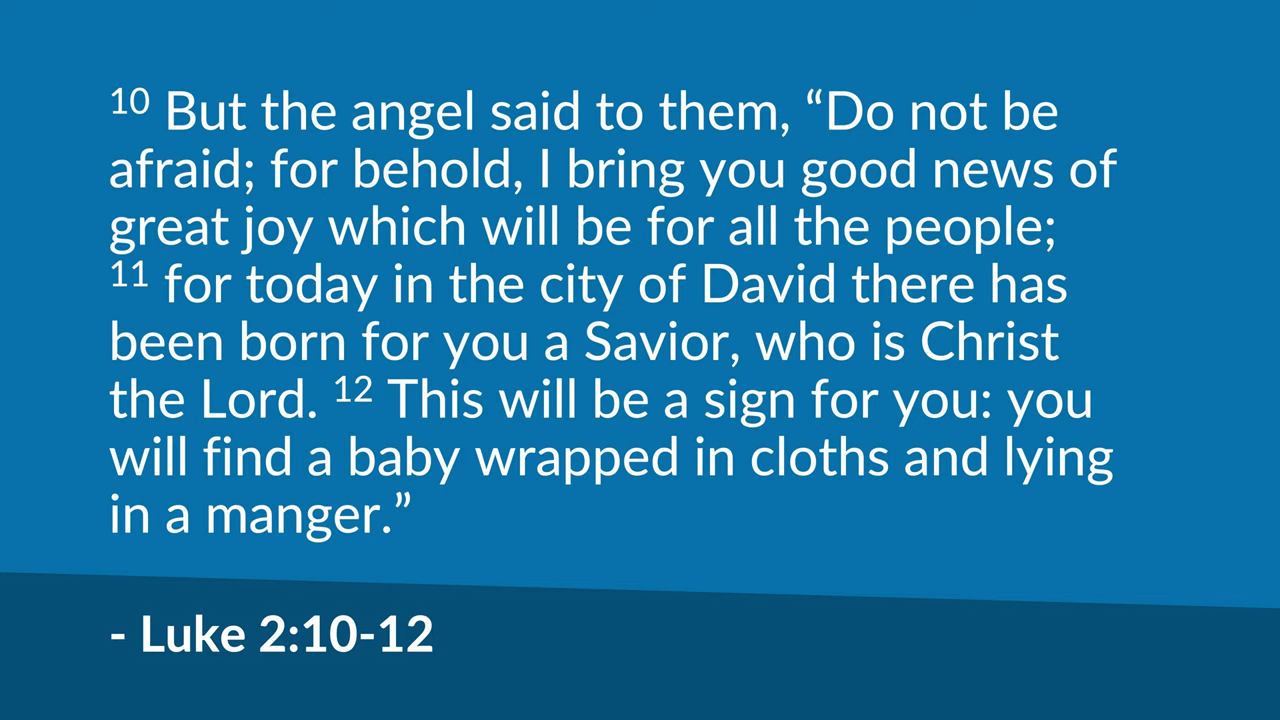 10 But the angel said to them, “Do not be
afraid; for behold, I bring you good news of
great joy which will be for all the people;
11 for today in the city of David there has
been born for you a Savior, who is Christ
the Lord. 12 This will be a sign for you: you
will find a baby wrapped in cloths and lying
in a manger.”
- Luke 2:10-12